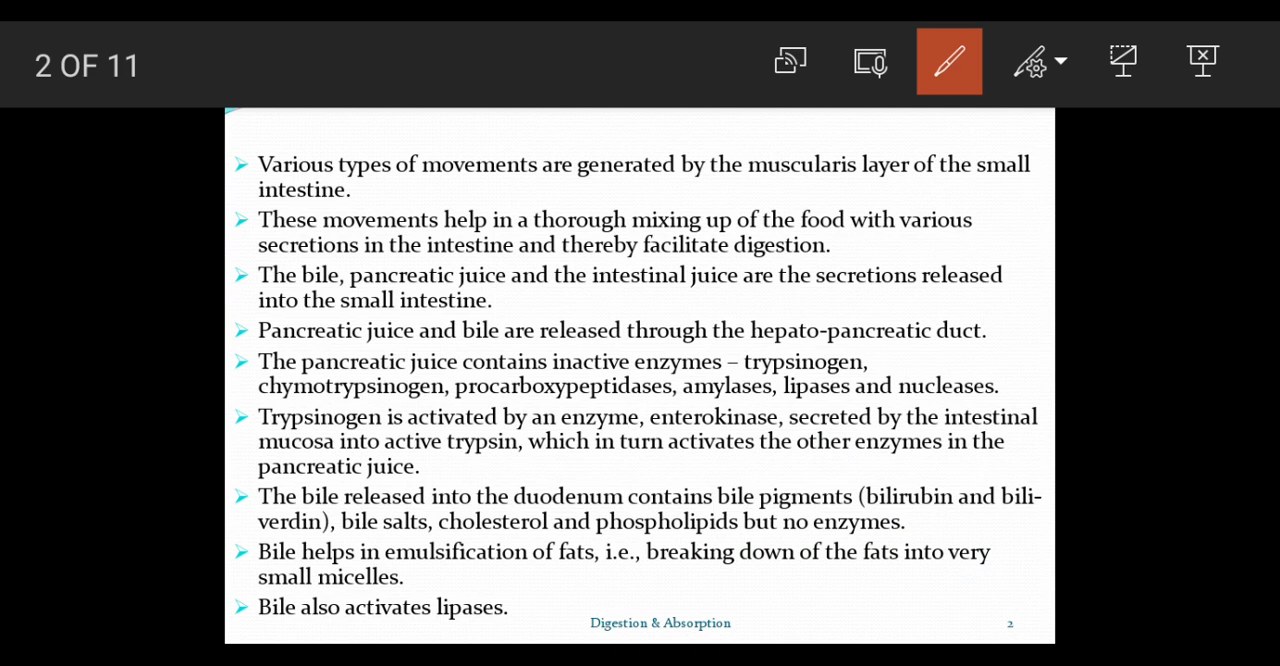 2 OF 11
Various types of movements are generated by the muscularis layer of the small
intestine.
These movements help in a thorough mixing up of the food with various
secretions in the intestine and thereby facilitate digestion.
The bile, pancreatic juice and the intestinal juice are the secretions released
into the small intestine.
Pancreatic juice and bile are released through the hepato-pancreatic duct.
The pancreatic juice contains inactive enzymes – trypsinogen,
chymotrypsinogen, procarboxypeptidases, amylases, lipases and nucleases.
Trypsinogen is activated by an enzyme, enterokinase, secreted by the intestinal
mucosa into active trypsin, which in turn activates the other enzymes in the
pancreatic juice.
The bile released into the duodenum contains bile pigments (bilirubin and bili-
verdin), bile salts, cholesterol and phospholipids but no enzymes.
Bile helps in emulsification of fats, i.e., breaking down of the fats into very
small micelles.
Bile also activates lipases.
Digestion & Absorption 2